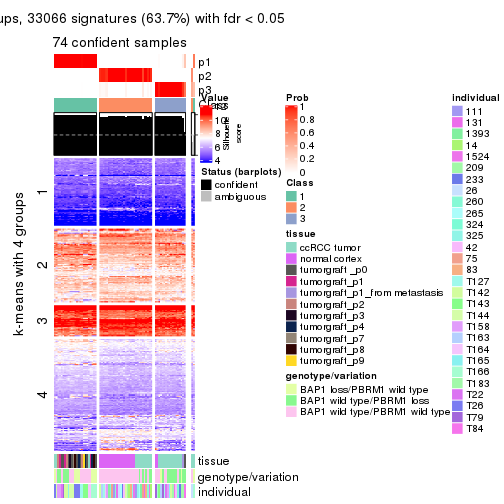 ups, 33066 signatures (63.7%) with fdr < 0.05
74 confident samples
p1
p2
p3
Class
Silhouette
score
k-means with 4 groups
1
2
3
4
tissue
genotype/variation
individual
Value
10
8
6
4
Status (barplots)
confident
ambiguous
Prob
1
0.8
0.6
0.4
0.2
0
Class
1
2
3
tissue
ccRCC tumor
normal cortex
tumorgraft _p0
tumorgraft_p1
tumorgraft_p1_from metastasis
tumorgraft_p2
tumorgraft_p3
tumorgraft_p4
tumorgraft_p7
tumorgraft_p8
tumorgraft_p9
genotype/variation
BAP1 loss/PBRM1 wild type
BAP1 wild type/PBRM1 loss
BAP1 wild type/PBRM1 wild type
individual
111
131
1393
14
1524
209
233
26
260
265
324
325
42
75
83
T127
T142
T143
T144
T158
T163
T164
T165
T166
T183
T22
T26
T79
T84